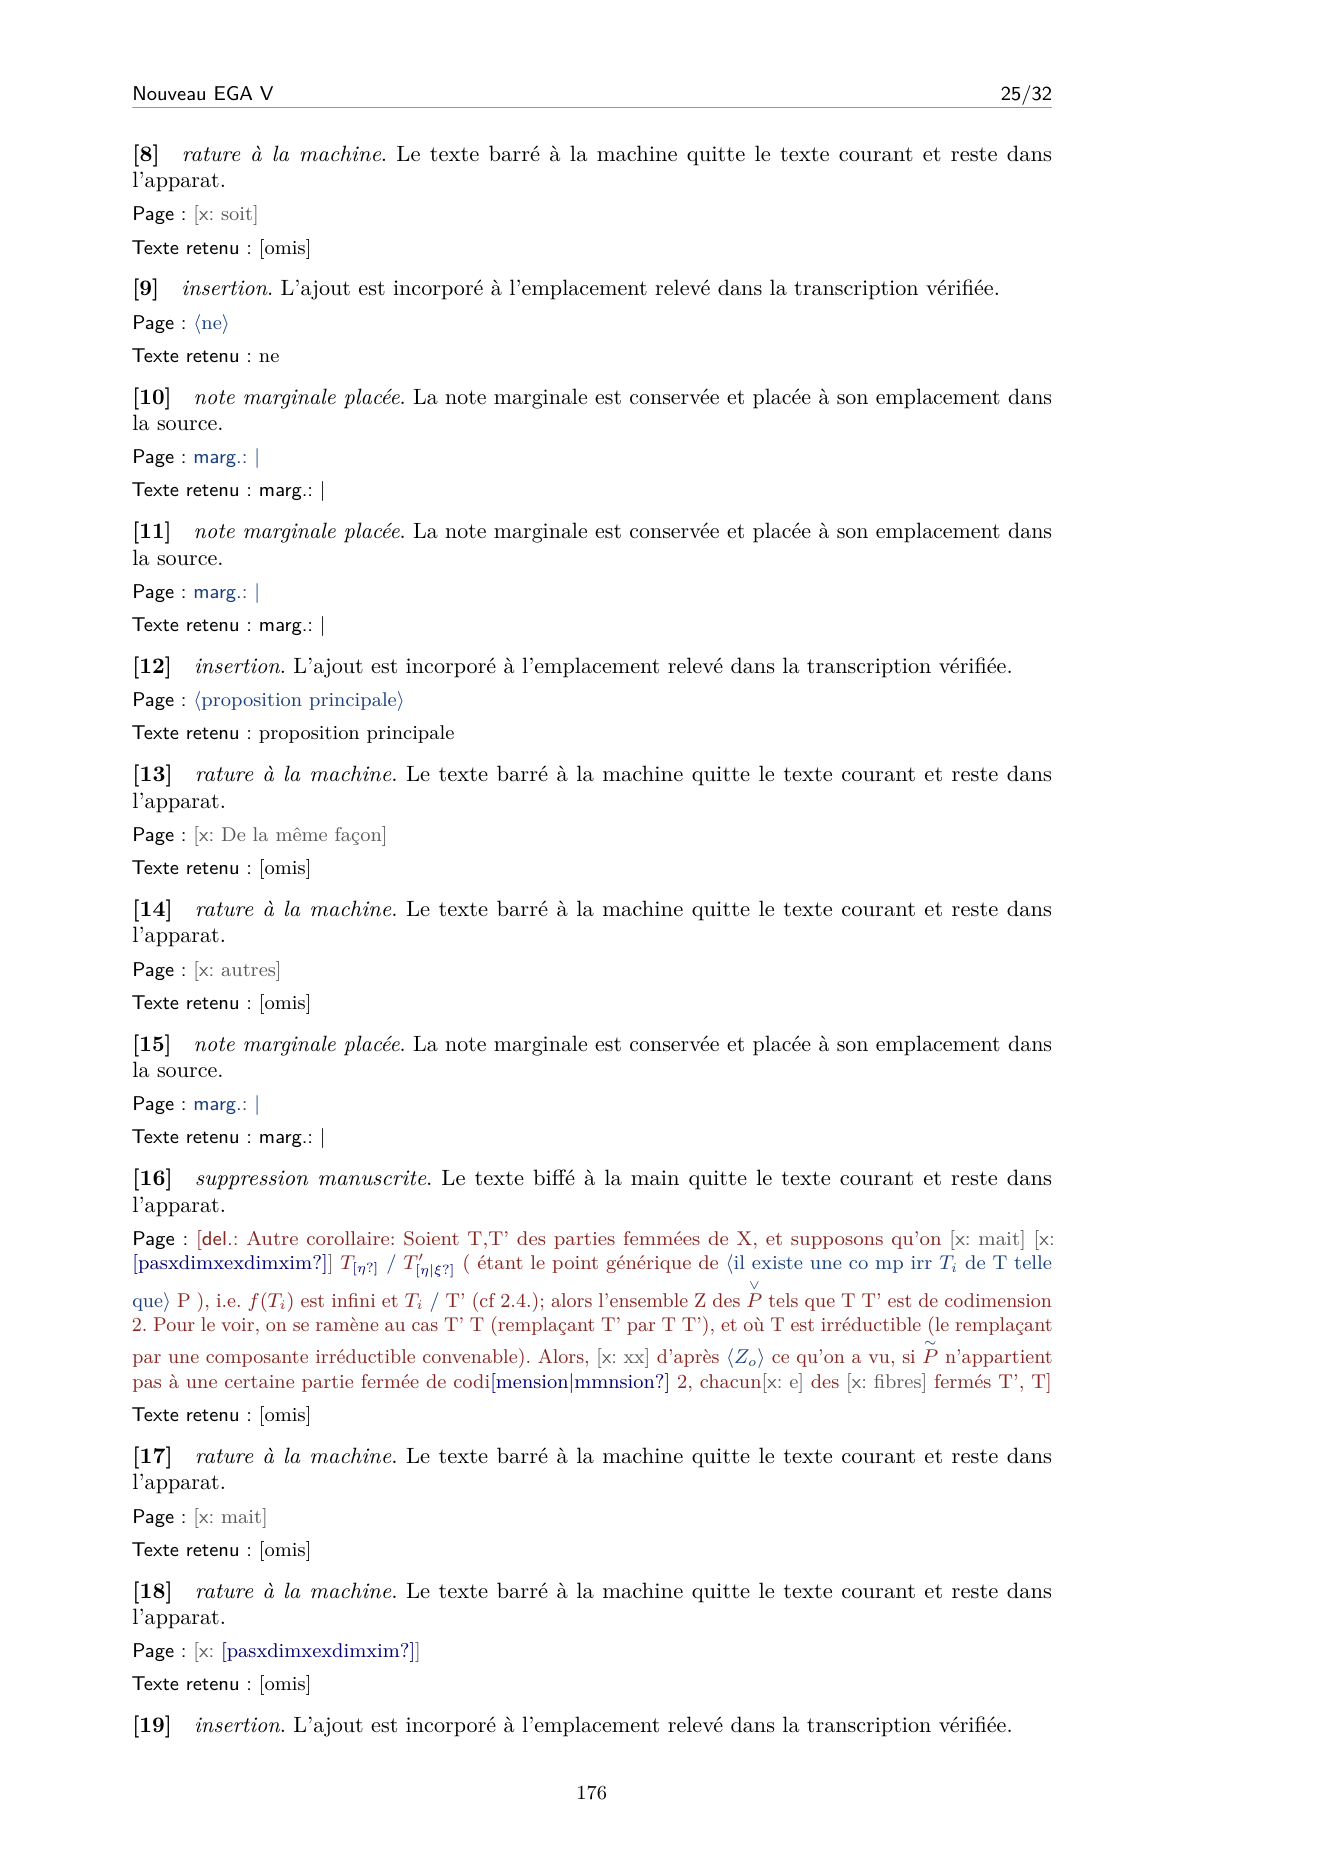 Nouveau EGA V 25/32
[8] rature à la machine. Le texte barré à la machine quitte le texte courant et reste dans
l'apparat.
Page : [x: soit]
Texte retenu : [omis]
[9] insertion. L'ajout est incorporé à l'emplacement relevé dans la transcription vérifiée.
Page : ⟨ne⟩
Texte retenu : ne
[10] note marginale placée. La note marginale est conservée et placée à son emplacement dans
la source.
Page : marg.: |
Texte retenu : marg.: |
[11] note marginale placée. La note marginale est conservée et placée à son emplacement dans
la source.
Page : marg.: |
Texte retenu : marg.: |
[12] insertion. L'ajout est incorporé à l'emplacement relevé dans la transcription vérifiée.
Page : ⟨proposition principale⟩
Texte retenu : proposition principale
[13] rature à la machine. Le texte barré à la machine quitte le texte courant et reste dans
l'apparat.
Page : [x: De la même façon]
Texte retenu : [omis]
[14] rature à la machine. Le texte barré à la machine quitte le texte courant et reste dans
l'apparat.
Page : [x: autres]
Texte retenu : [omis]
[15] note marginale placée. La note marginale est conservée et placée à son emplacement dans
la source.
Page : marg.: |
Texte retenu : marg.: |
[16] suppression manuscrite. Le texte biffé à la main quitte le texte courant et reste dans
l'apparat.
Page : [del.: Autre corollaire: Soient T,T' des parties femmées de X, et supposons qu'on [x: mait] [x:
[pasxdimxexdimxim?]] T_{[η?]} / T'_{[η|ξ?]} ( étant le point générique de ⟨il existe une co mp irr T_i de T telle
que⟩ P ), i.e. f(T_i) est infini et T_i / T' (cf 2.4.); alors l'ensemble Z des P̌ tels que T T' est de codimension
2. Pour le voir, on se ramène au cas T' T (remplaçant T' par T T'), et où T est irréductible (le remplaçant
par une composante irréductible convenable). Alors, [x: xx] d'après ⟨Z_o⟩ ce qu'on a vu, si P̃ n'appartient
pas à une certaine partie fermée de codi[mension|mmnsion?] 2, chacun[x: e] des [x: fibres] fermés T', T]
Texte retenu : [omis]
[17] rature à la machine. Le texte barré à la machine quitte le texte courant et reste dans
l'apparat.
Page : [x: mait]
Texte retenu : [omis]
[18] rature à la machine. Le texte barré à la machine quitte le texte courant et reste dans
l'apparat.
Page : [x: [pasxdimxexdimxim?]]
Texte retenu : [omis]
[19] insertion. L'ajout est incorporé à l'emplacement relevé dans la transcription vérifiée.
176